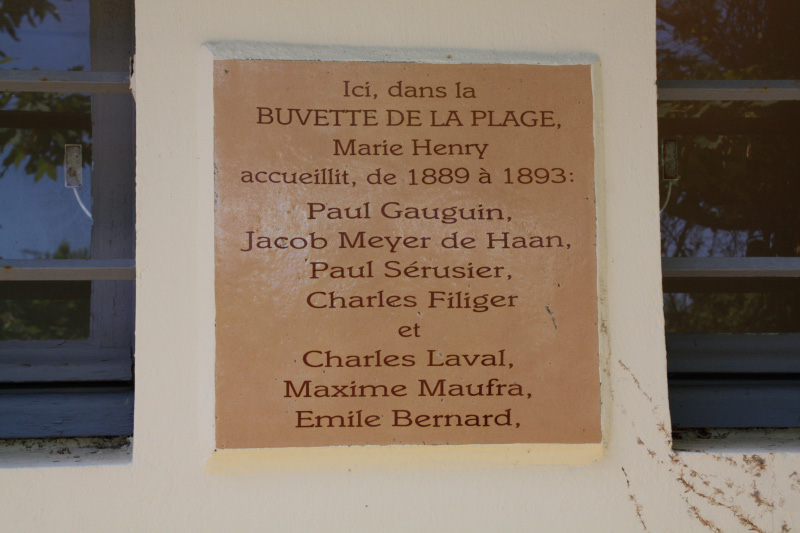 Ici, dans la
BUVETTE DE LA PLAGE,
Marie Henry
accueillit, de 1889 à 1893:
Paul Gauguin,
Jacob Meyer de Haan,
Paul Sérusier,
Charles Filiger
et
Charles Laval,
Maxime Maufra,
Emile Bernard,